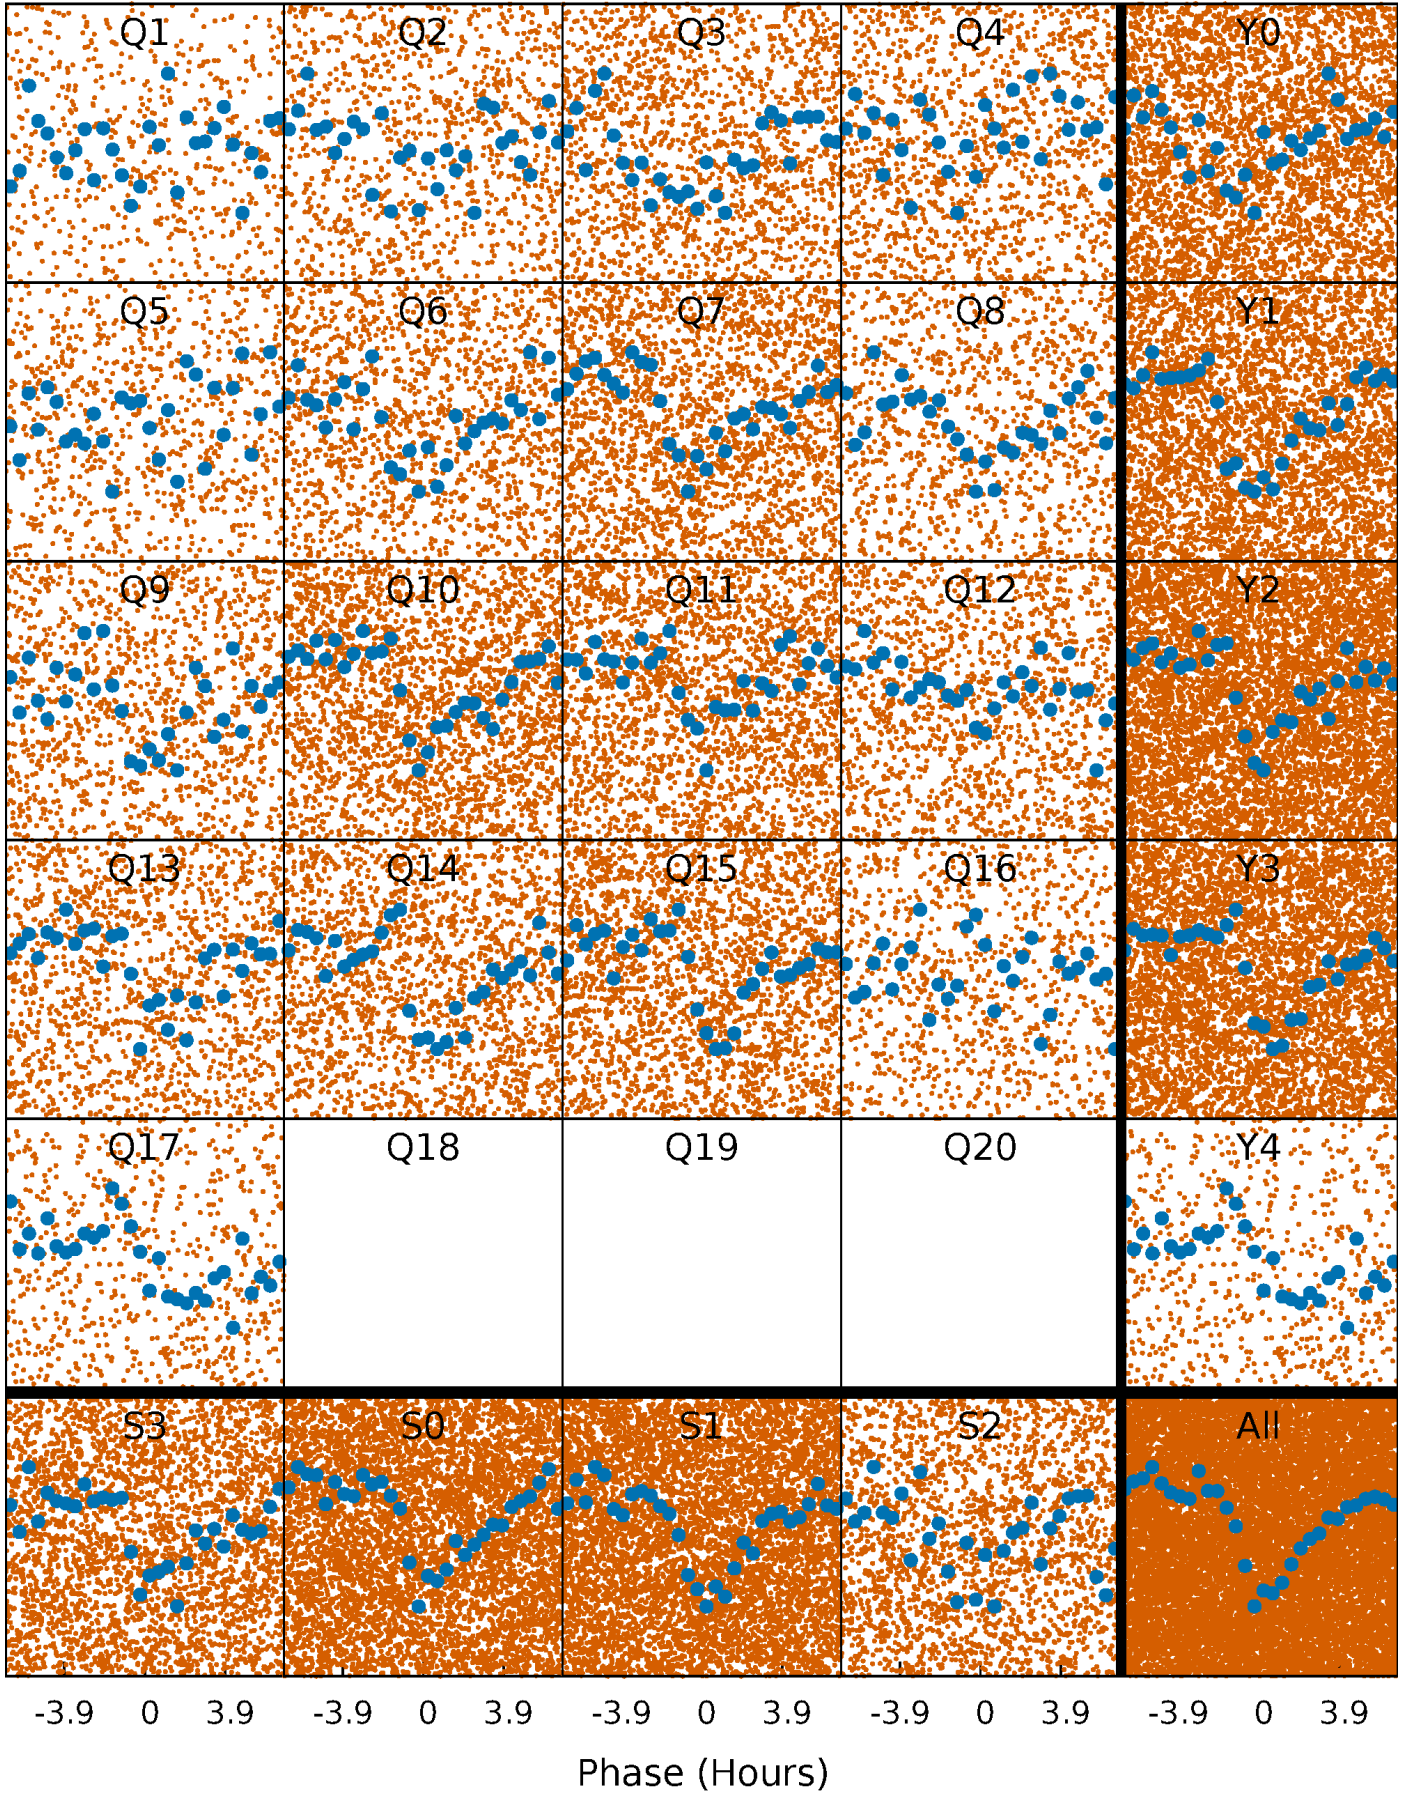 Q1 Q2 Q3 Q4 Y0
Q5 Q6 Q7 Q8 Y1
Q9 Q10 Q11 Q12 Y2
Q13 Q14 Q15 Q16 Y3
Q17 Q18 Q19 Q20 Y4
S3 S0 S1 S2 All
-3.9 0 3.9 -3.9 0 3.9 -3.9 0 3.9 -3.9 0 3.9 -3.9 0 3.9
Phase (Hours)